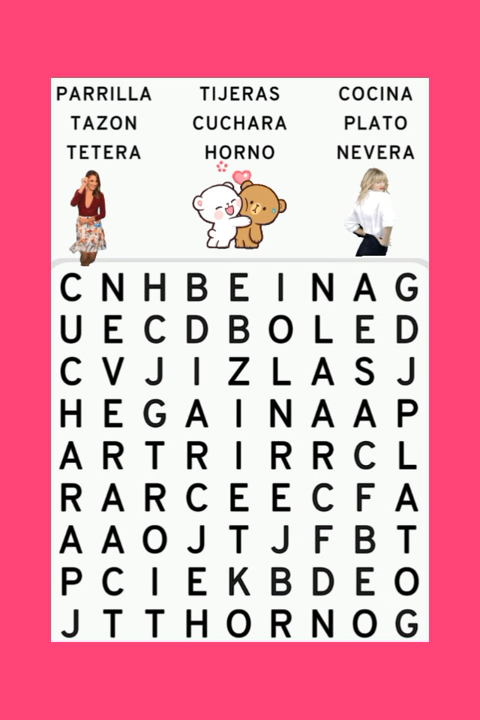 PARRILLA TIJERAS COCINA
TAZON CUCHARA PLATO
TETERA HORNO NEVERA
C N H B E I N A G
U E C D B O L E D
C V J I Z L A S J
H E G A I N A A P
A R T R I R R C L
R A R C E E C F A
A A O J T J F B T
P C I E K B D E O
J T T H O R N O G